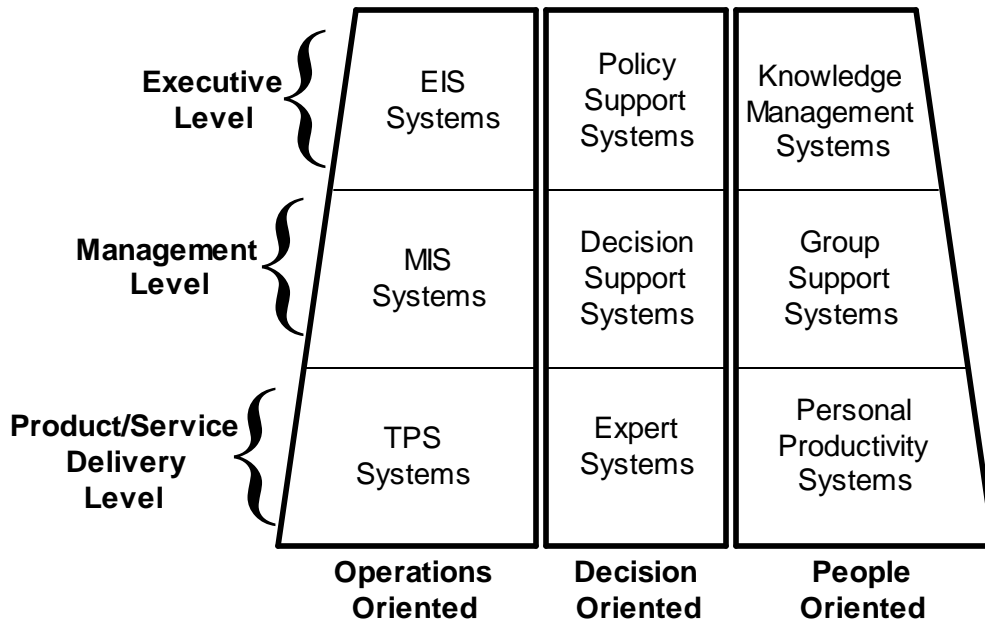 Executive
Level
EIS
Systems
Policy
Support
Systems
Knowledge
Management
Systems
Management
Level
MIS
Systems
Decision
Support
Systems
Group
Support
Systems
Product/Service
Delivery
Level
TPS
Systems
Expert
Systems
Personal
Productivity
Systems
Operations
Oriented
Decision
Oriented
People
Oriented